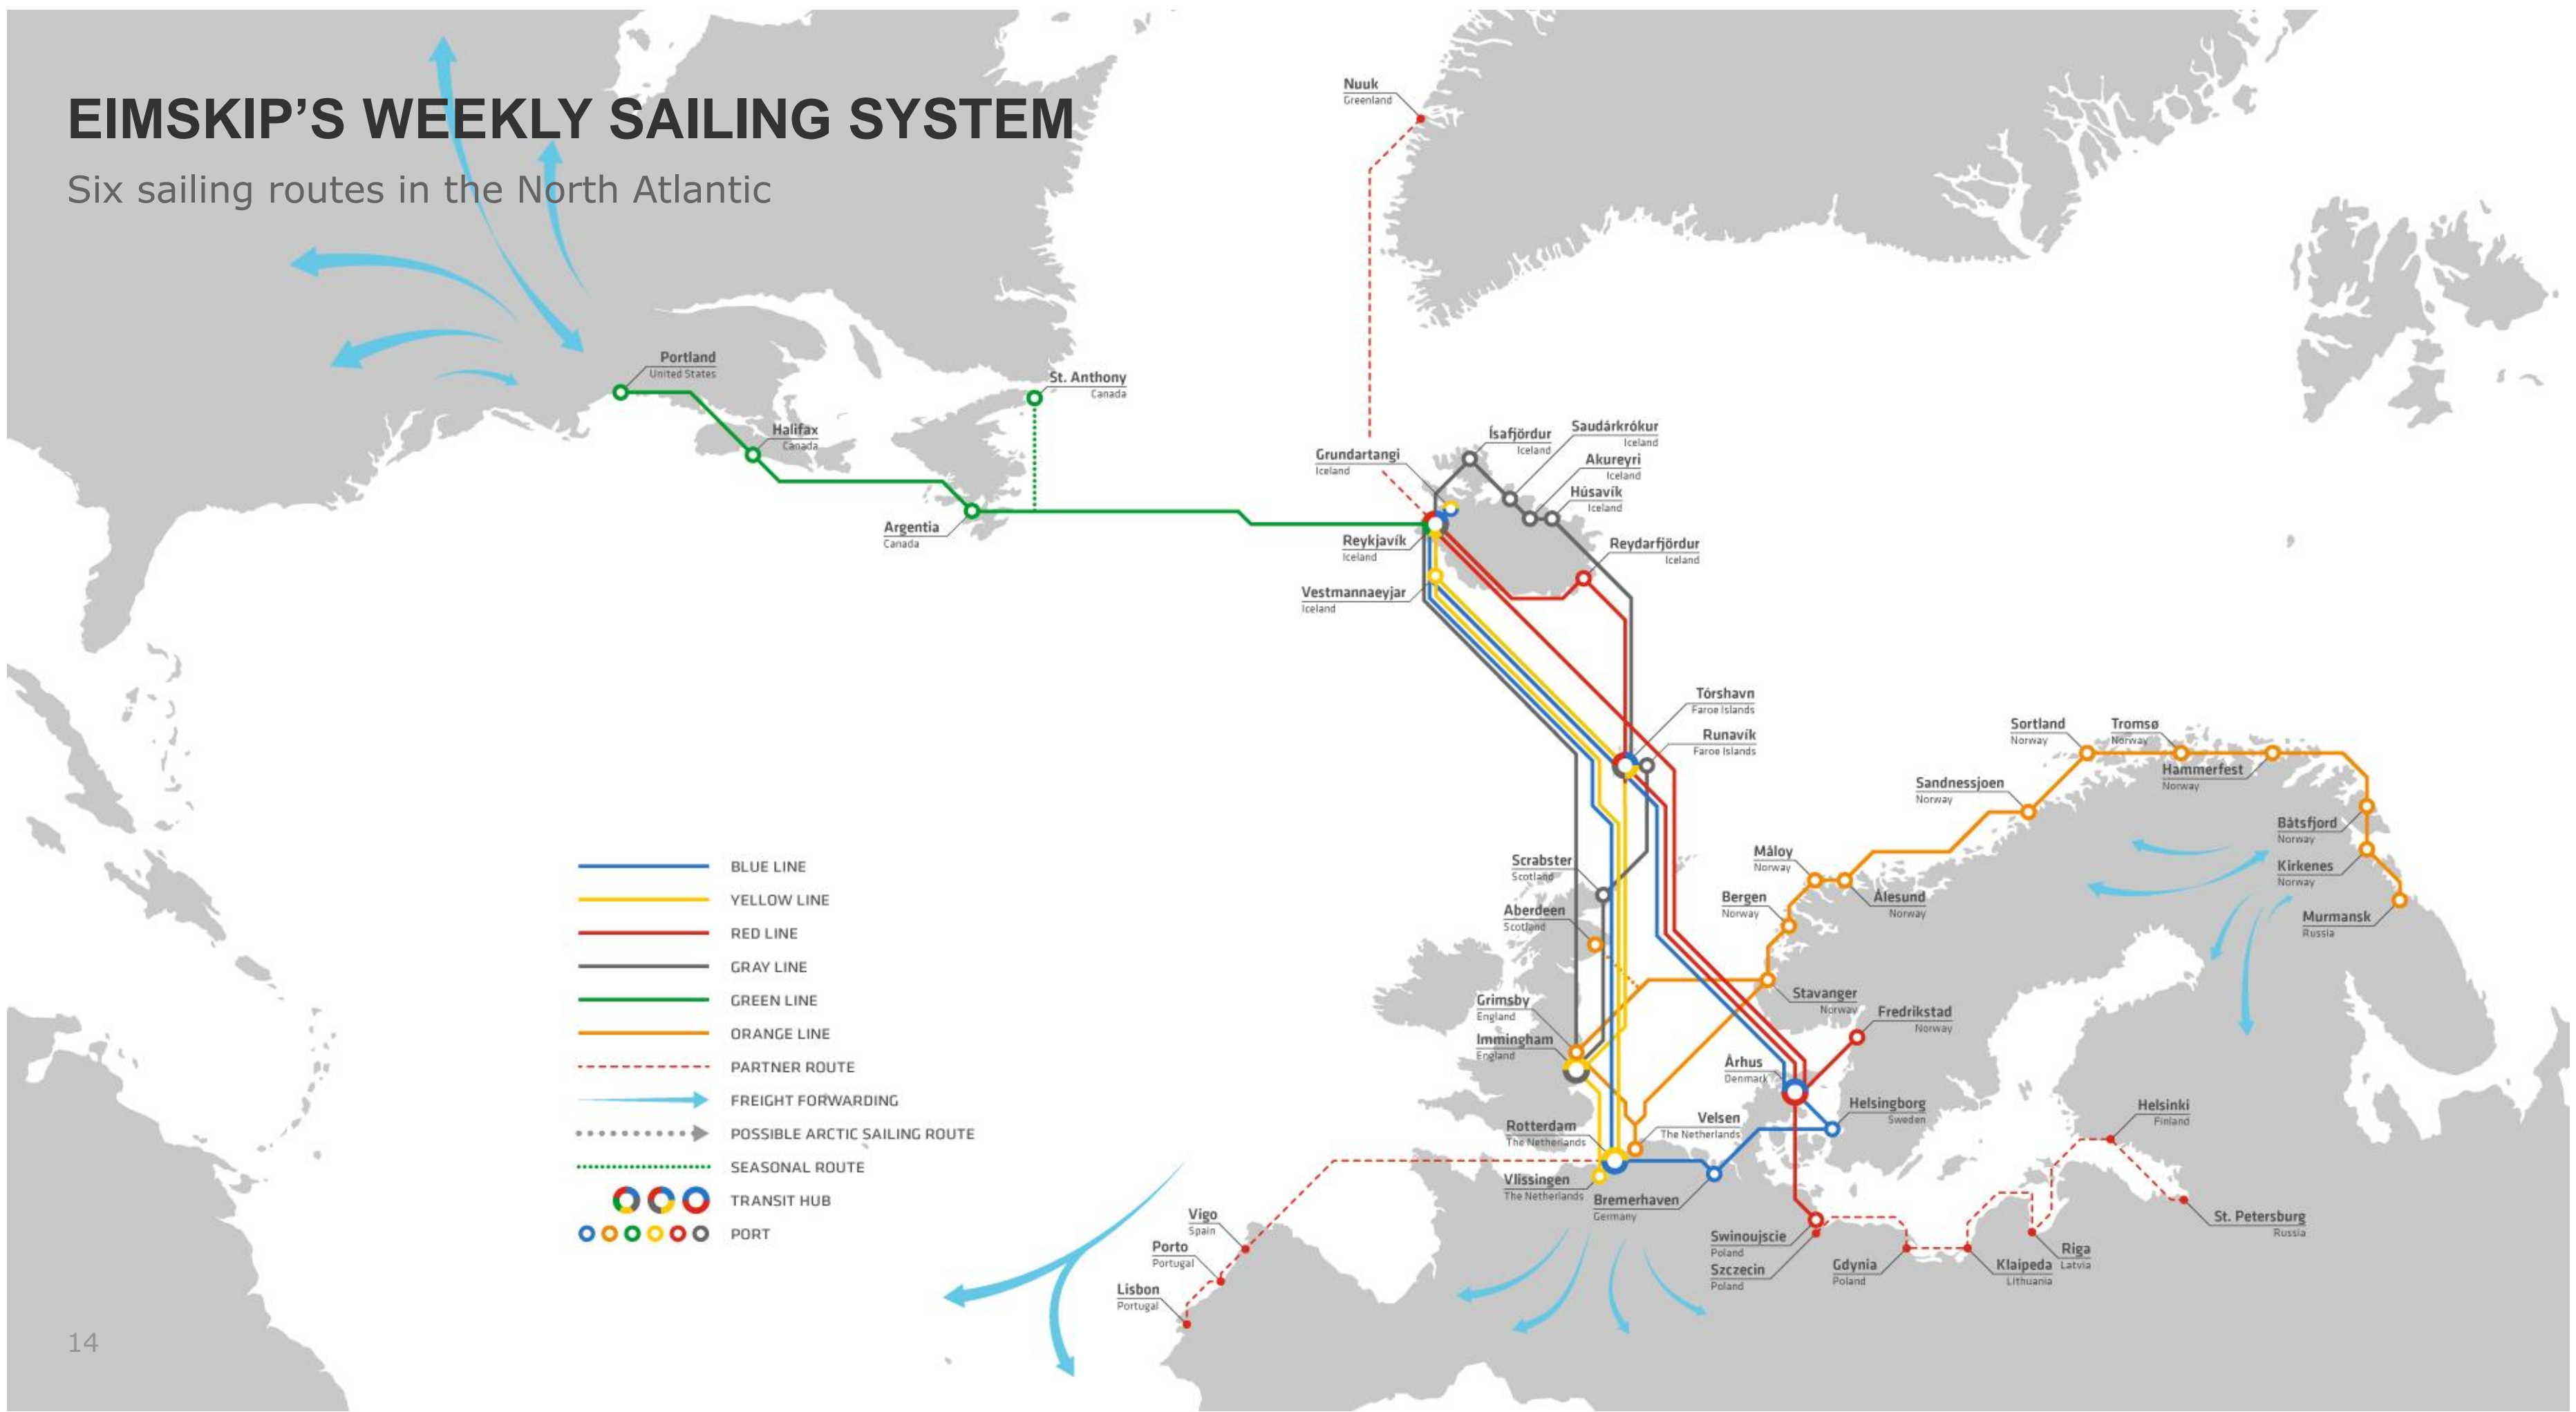 EIMSKIP’S WEEKLY SAILING SYSTEM
Six sailing routes in the North Atlantic
Nuuk
Greenland
Portland
United States
St. Anthony
Canada
Halifax
Canada
Argentia
Canada
Grundartangi
Iceland
Ísafjördur
Iceland
Saudárkrókur
Iceland
Akureyri
Iceland
Húsavík
Iceland
Reykjavík
Iceland
Reydarfjördur
Iceland
Vestmannaeyjar
Iceland
Tórshavn
Faroe Islands
Runavík
Faroe Islands
Sortland
Norway
Tromsø
Norway
Hammerfest
Norway
Sandnessjoen
Norway
Båtsfjord
Norway
Kirkenes
Norway
Murmansk
Russia
Måloy
Norway
Ålesund
Norway
Bergen
Norway
Scrabster
Scotland
Aberdeen
Scotland
Stavanger
Norway
Fredrikstad
Norway
Grimsby
England
Immingham
England
Århus
Denmark
Helsingborg
Sweden
Helsinki
Finland
Velsen
The Netherlands
Rotterdam
The Netherlands
Vlissingen
The Netherlands
Bremerhaven
Germany
St. Petersburg
Russia
Swinoujscie
Poland
Szczecin
Poland
Gdynia
Poland
Klaipeda
Lithuania
Riga
Latvia
Vigo
Spain
Porto
Portugal
Lisbon
Portugal
BLUE LINE
YELLOW LINE
RED LINE
GRAY LINE
GREEN LINE
ORANGE LINE
PARTNER ROUTE
FREIGHT FORWARDING
POSSIBLE ARCTIC SAILING ROUTE
SEASONAL ROUTE
TRANSIT HUB
PORT
14